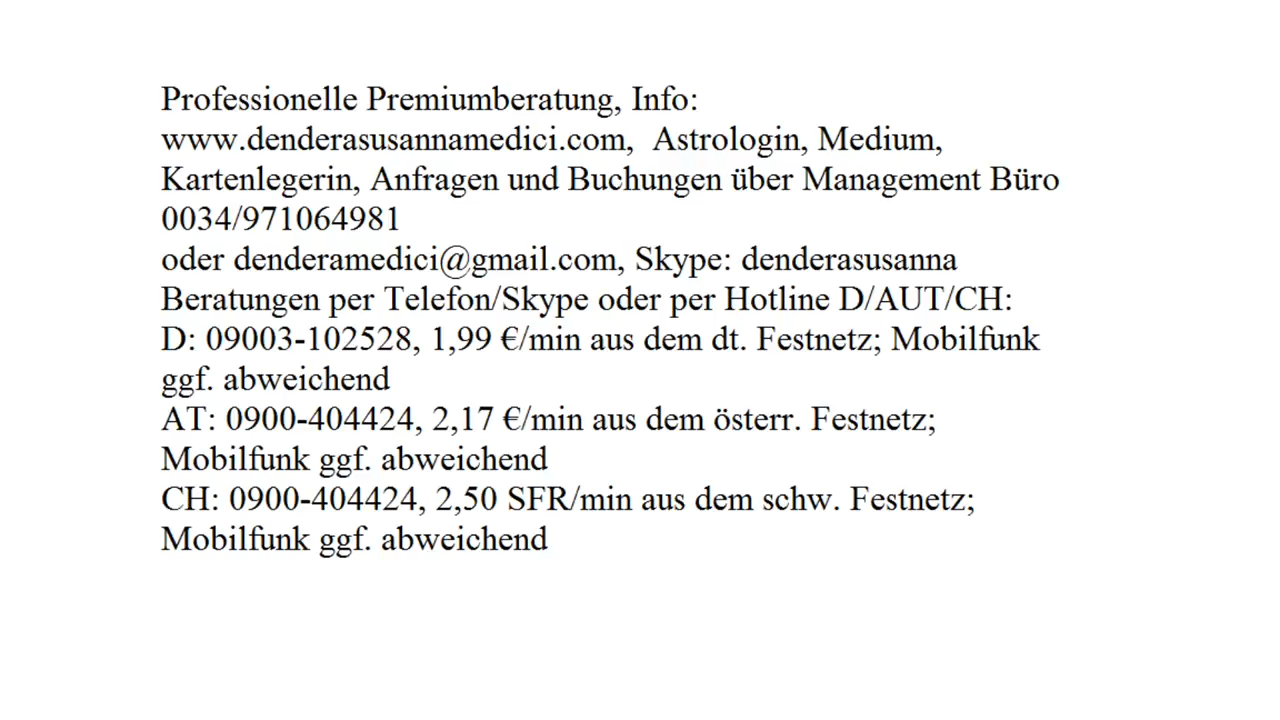 Professionelle Premiumberatung, Info:
www.denderasusannamedici.com,  Astrologin, Medium,
Kartenlegerin, Anfragen und Buchungen über Management Büro
0034/971064981
oder denderamedici@gmail.com, Skype: denderasusanna
Beratungen per Telefon/Skype oder per Hotline D/AUT/CH:
D: 09003-102528, 1,99 €/min aus dem dt. Festnetz; Mobilfunk
ggf. abweichend
AT: 0900-404424, 2,17 €/min aus dem österr. Festnetz;
Mobilfunk ggf. abweichend
CH: 0900-404424, 2,50 SFR/min aus dem schw. Festnetz;
Mobilfunk ggf. abweichend